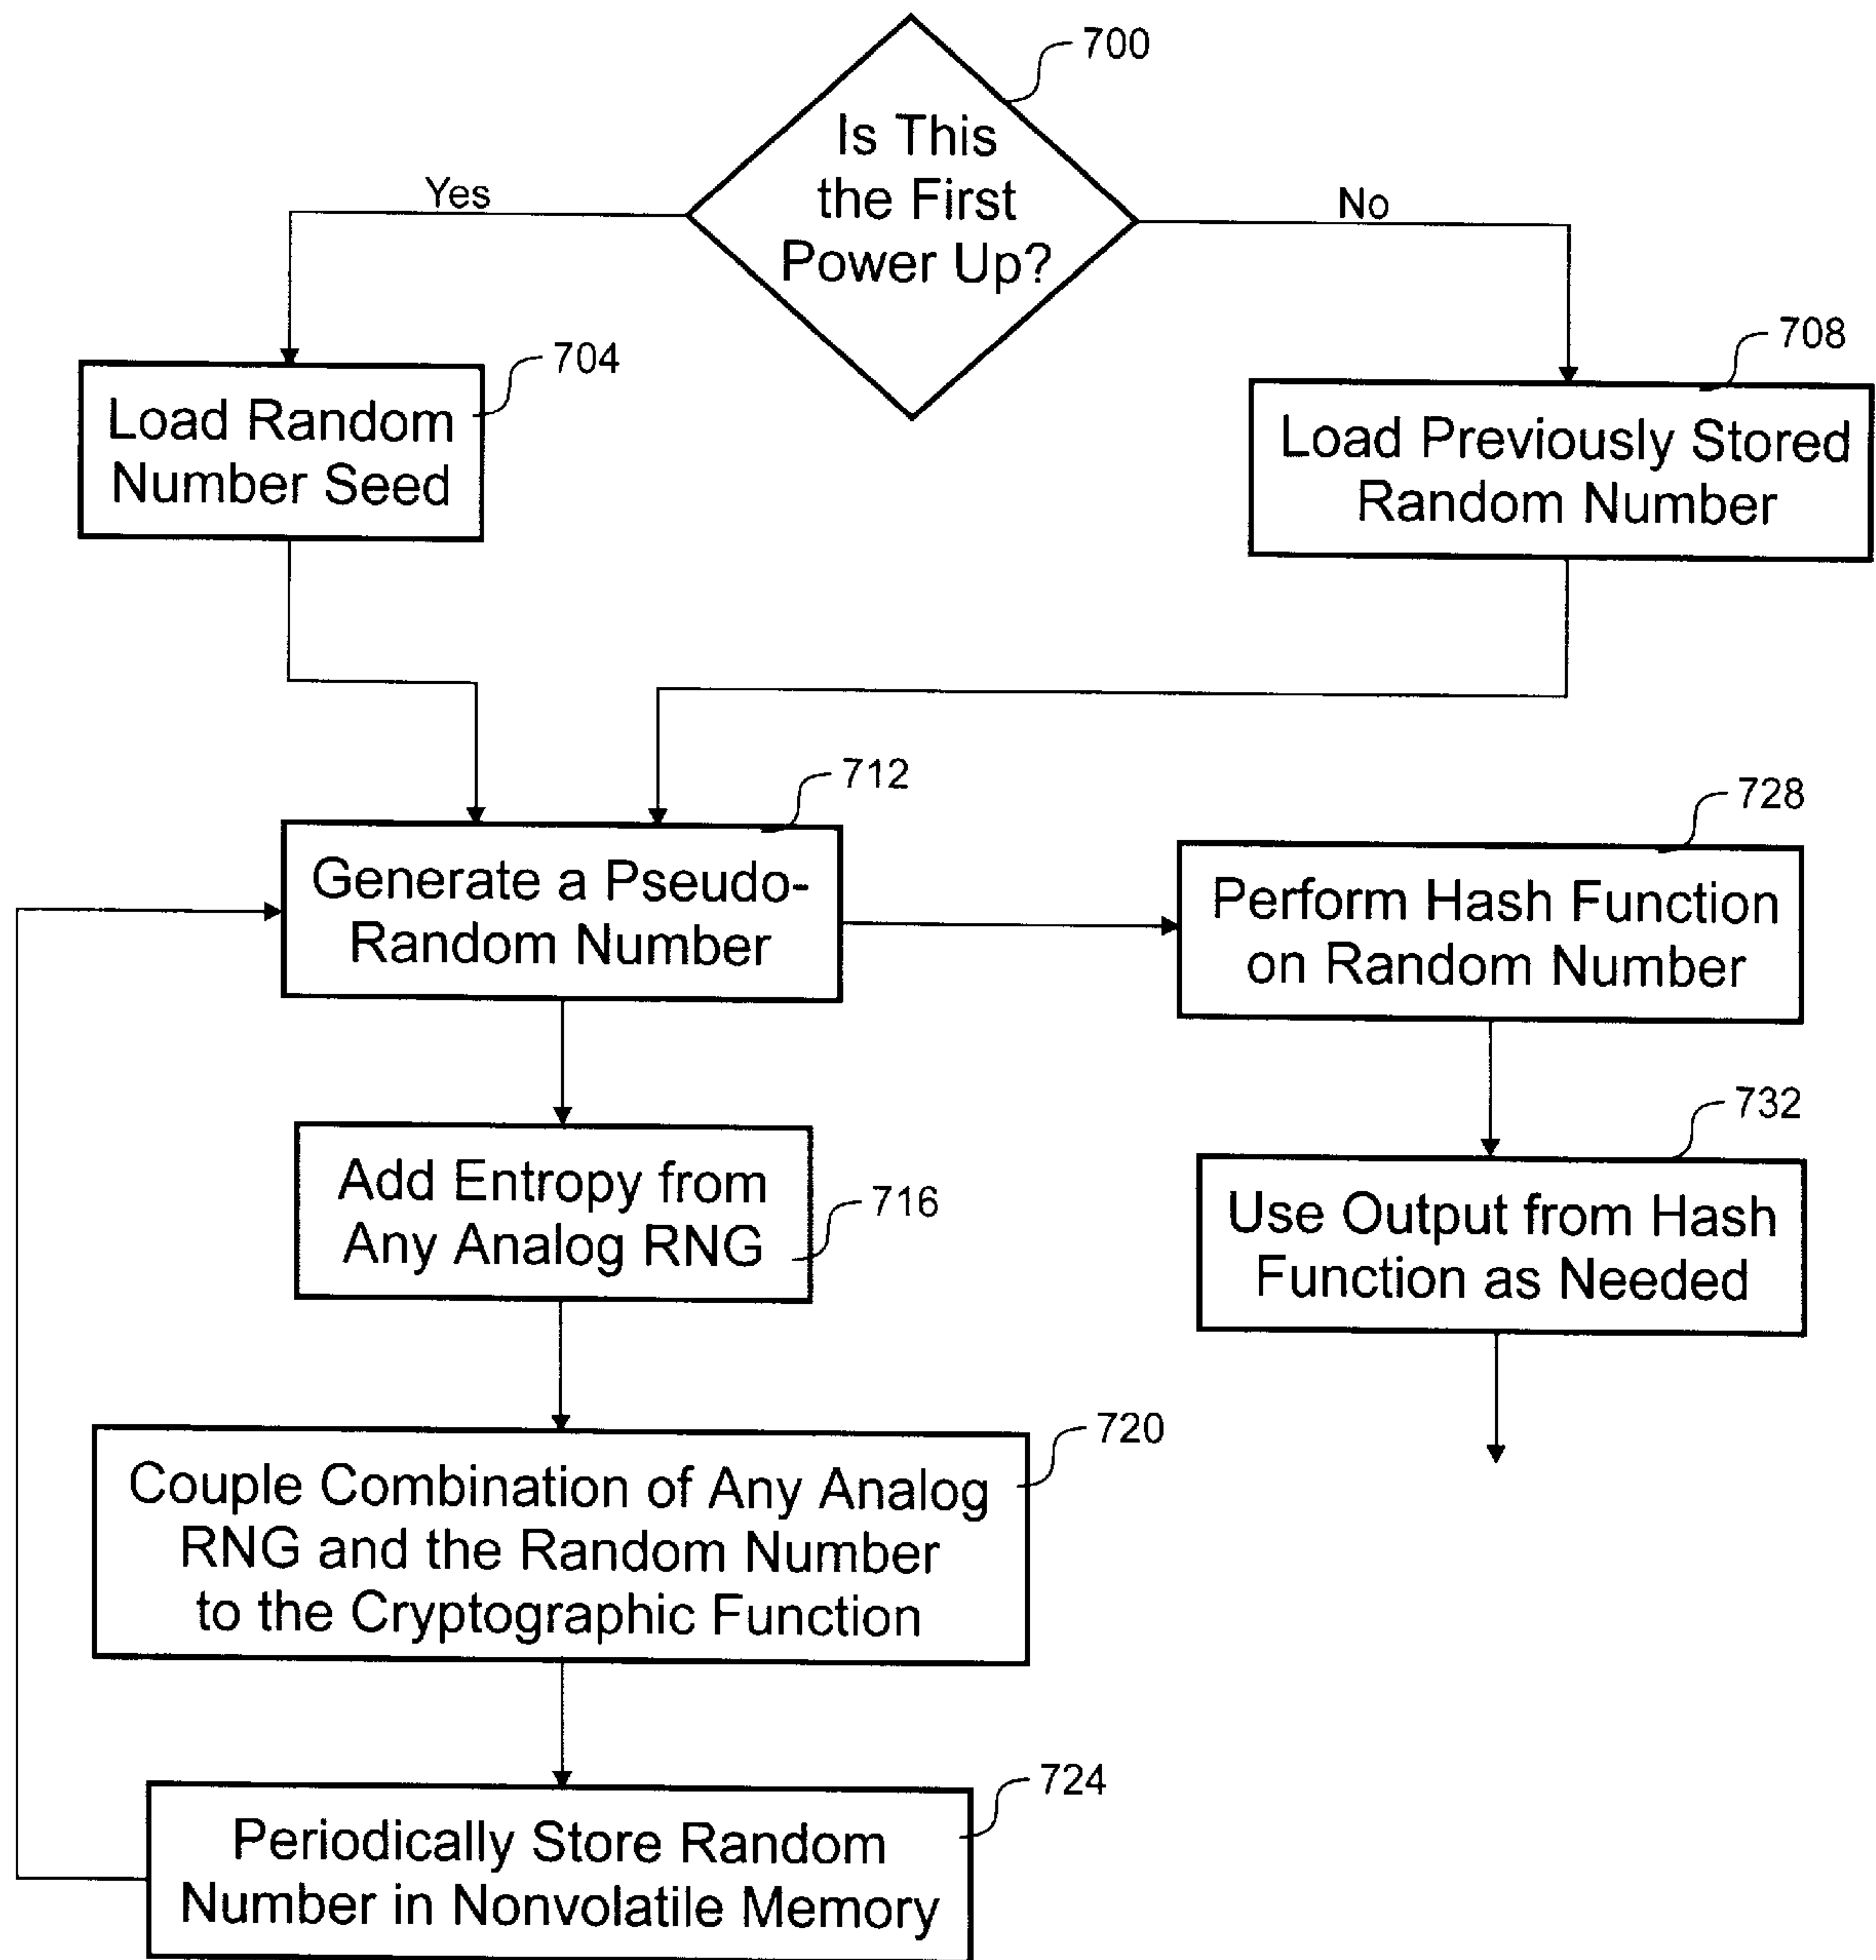 700
Is This
the First
Power Up?
Yes
No
704
Load Random
Number Seed
708
Load Previously Stored
Random Number
712
Generate a Pseudo-
Random Number
728
Perform Hash Function
on Random Number
716
Add Entropy from
Any Analog RNG
732
Use Output from Hash
Function as Needed
720
Couple Combination of Any Analog
RNG and the Random Number
to the Cryptographic Function
724
Periodically Store Random
Number in Nonvolatile Memory